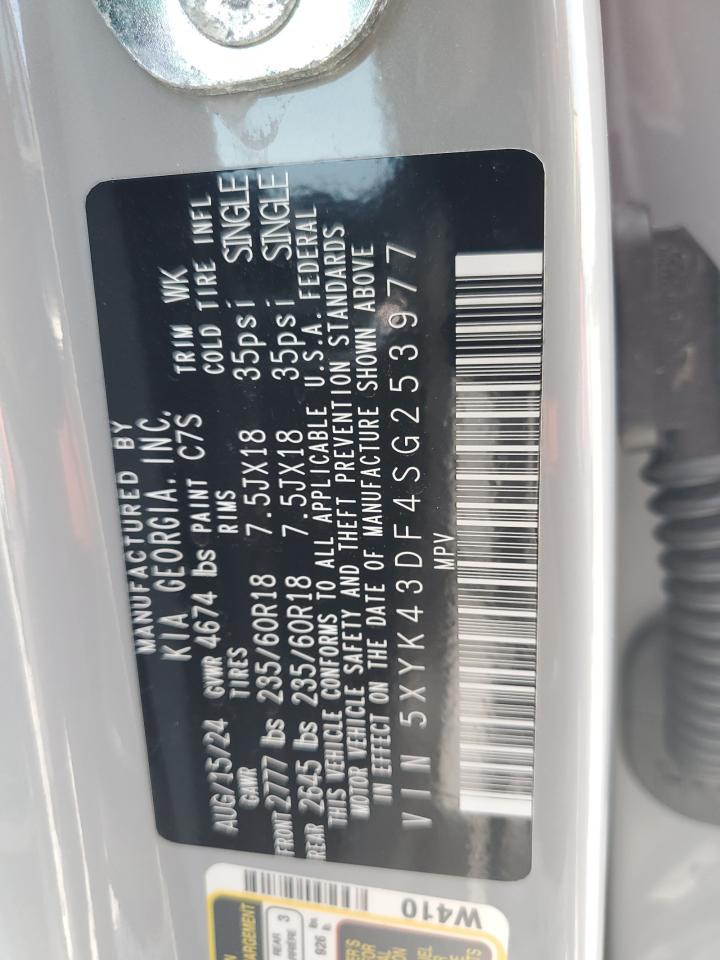 MANUFACTURED BY
KIA GEORGIA. INC.
AUG/15/24 GVWR 4674 lbs PAINT C7S TRIM WK
GAWR TIRES RIMS COLD TIRE INFL
FRONT 2777 lbs 235/60R18 7.5JX18 35psi SINGLE
REAR 2645 lbs 235/60R18 7.5JX18 35psi SINGLE
THIS VEHICLE CONFORMS TO ALL APPLICABLE U.S.A. FEDERAL
MOTOR VEHICLE SAFETY AND THEFT PREVENTION STANDARDS
IN EFFECT ON THE DATE OF MANUFACTURE SHOWN ABOVE
VIN 5XYK43DF4SG253977
MPV
W410
REAR 3
926